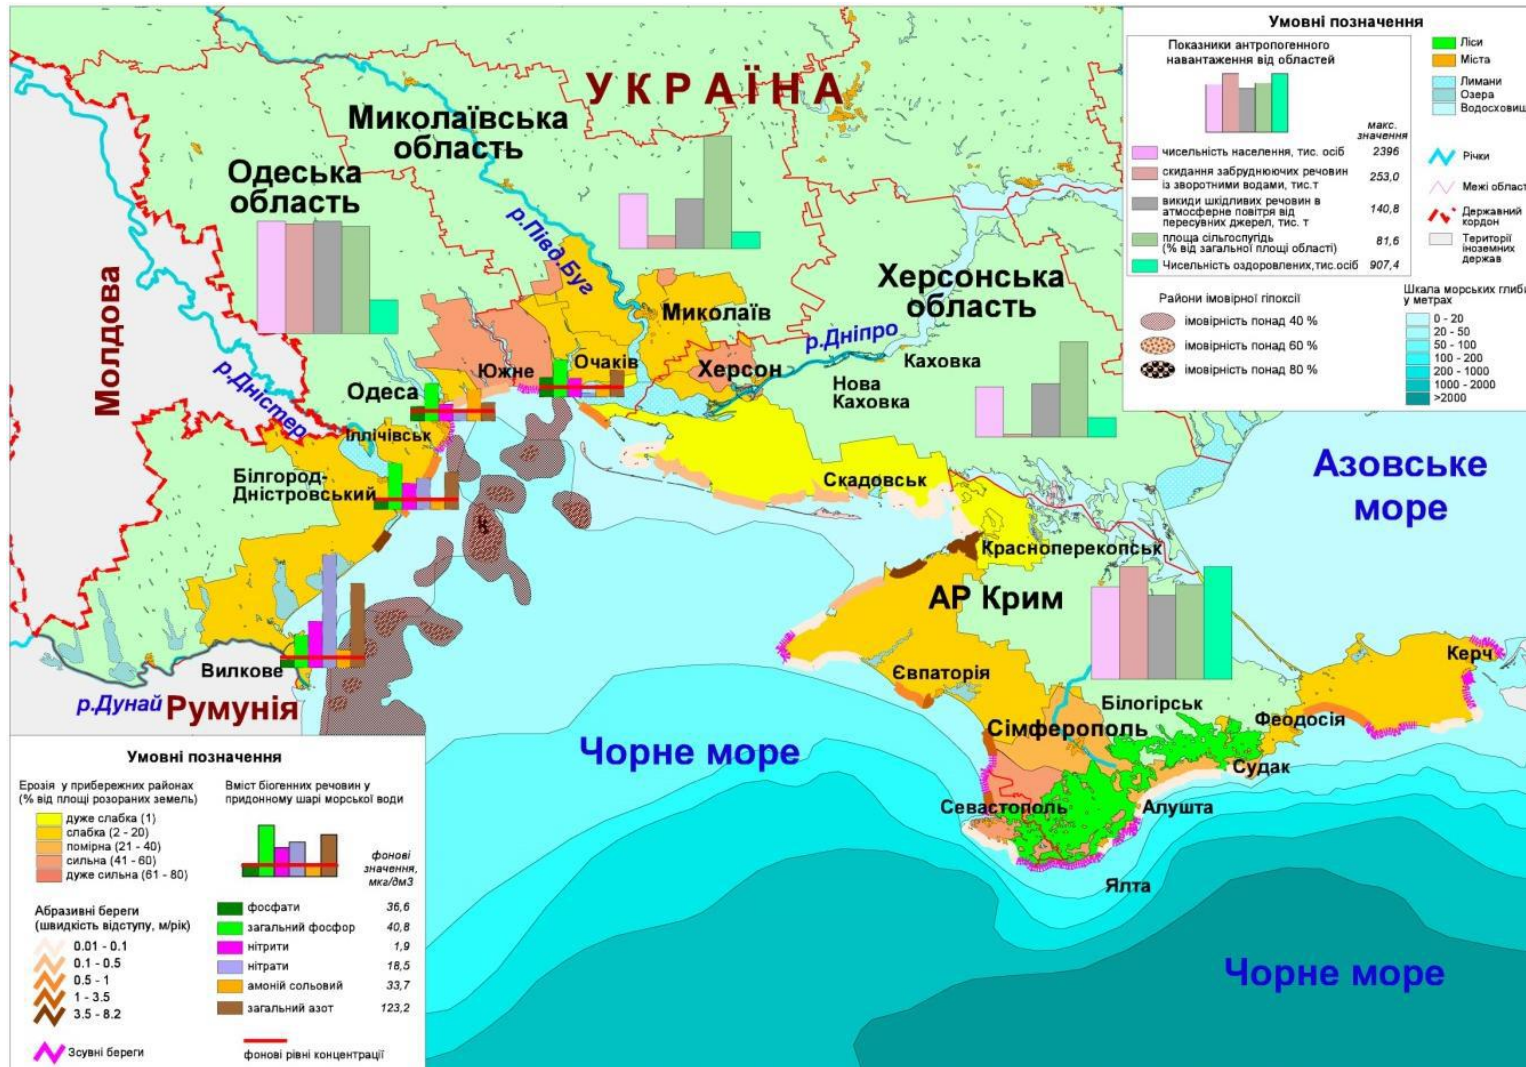 УКРАЇНА
Миколаївська
область
Одеська
область
Херсонська
область
Молдова
р.Півд.Буг
р.Дністер
р.Дніпро
Миколаїв
Херсон
Каховка
Нова
Каховка
Очаків
Южне
Одеса
Іллічівськ
Білгород-
Дністровський
Скадовськ
Азовське
море
Красноперекопськ
АР Крим
Вилкове
р.Дунай
Румунія
Євпаторія
Сімферополь
Білогірськ
Феодосія
Керч
Судак
Алушта
Севастополь
Ялта
Чорне море
Чорне море
Умовні позначення
Показники антропогенного
навантаження від областей
макс.
значення
чисельність населення, тис. осіб 2396
скидання забруднюючих речовин
із зворотними водами, тис.т 253,0
викиди шкідливих речовин в
атмосферне повітря від
пересувних джерел, тис. т 140,8
площа сільгоспугідь
(% від загальної площі області) 81,6
Чисельність оздоровлених,тис.осіб 907,4
Ліси
Міста
Лимани
Озера
Водосховищ
Річки
Межі област
Державний
кордон
Території
іноземних
держав
Райони імовірної гіпоксії
імовірність понад 40 %
імовірність понад 60 %
імовірність понад 80 %
Шкала морських глиби
у метрах
0 - 20
20 - 50
50 - 100
100 - 200
200 - 1000
1000 - 2000
>2000
Умовні позначення
Ерозія у прибережних районах
(% від площі розораних земель)
дуже слабка (1)
слабка (2 - 20)
помірна (21 - 40)
сильна (41 - 60)
дуже сильна (61 - 80)
Абразивні береги
(швидкість відступу, м/рік)
0.01 - 0.1
0.1 - 0.5
0.5 - 1
1 - 3.5
3.5 - 8.2
Зсувні береги
Вміст біогенних речовин у
придонному шарі морської води
фонові
значення,
мкг/дм3
фосфати 36,6
загальний фосфор 40,8
нітрити 1,9
нітрати 18,5
амоній сольовий 33,7
загальний азот 123,2
фонові рівні концентрації